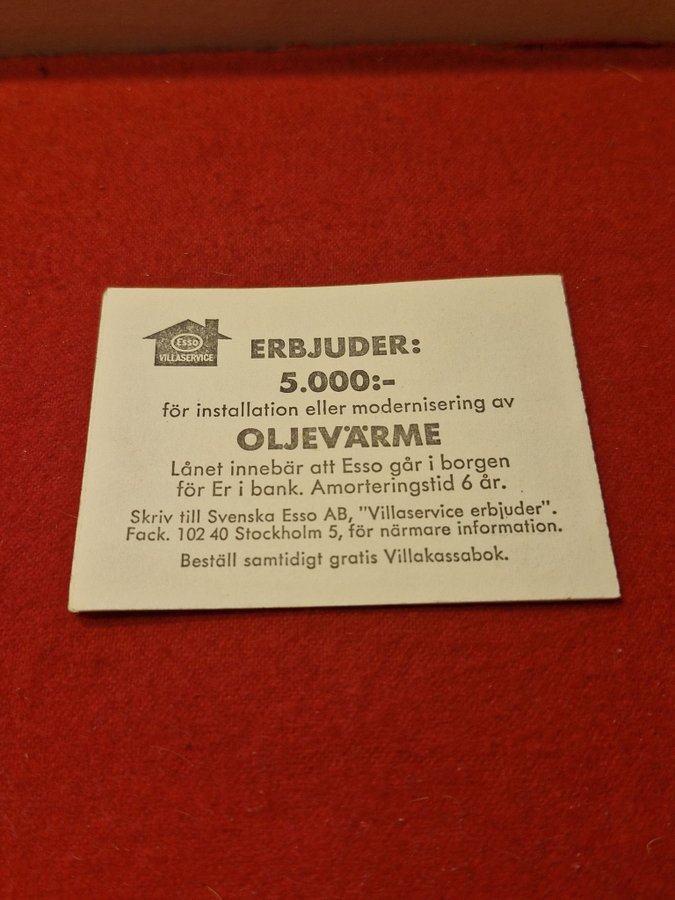 Esso
VILLASERVICE
ERBJUDER:
5.000:-
för installation eller modernisering av
OLJEVÄRME
Lånet innebär att Esso går i borgen
för Er i bank. Amorteringstid 6 år.
Skriv till Svenska Esso AB, "Villaservice erbjuder".
Fack. 102 40 Stockholm 5, för närmare information.
Beställ samtidigt gratis Villakassabok.